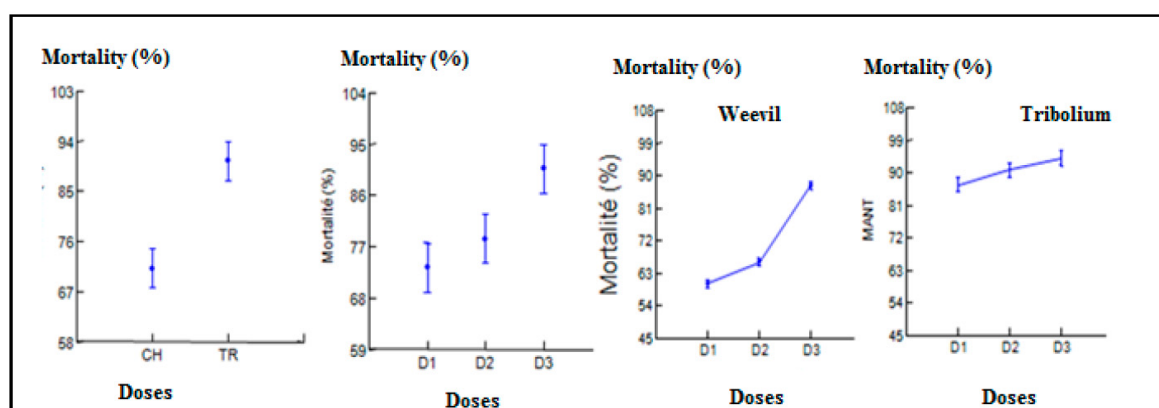 Mortality (%)
103
94
85
76
67
58
CH TR
Doses
Mortality (%)
Mortalité (%)
104
95
86
77
68
59
D1 D2 D3
Doses
Mortality (%)
Weevil
Mortalité (%)
108
99
90
81
72
63
54
45
D1 D2 D3
Doses
Mortality (%)
Tribolium
MANT
108
99
90
81
72
63
54
45
D1 D2 D3
Doses